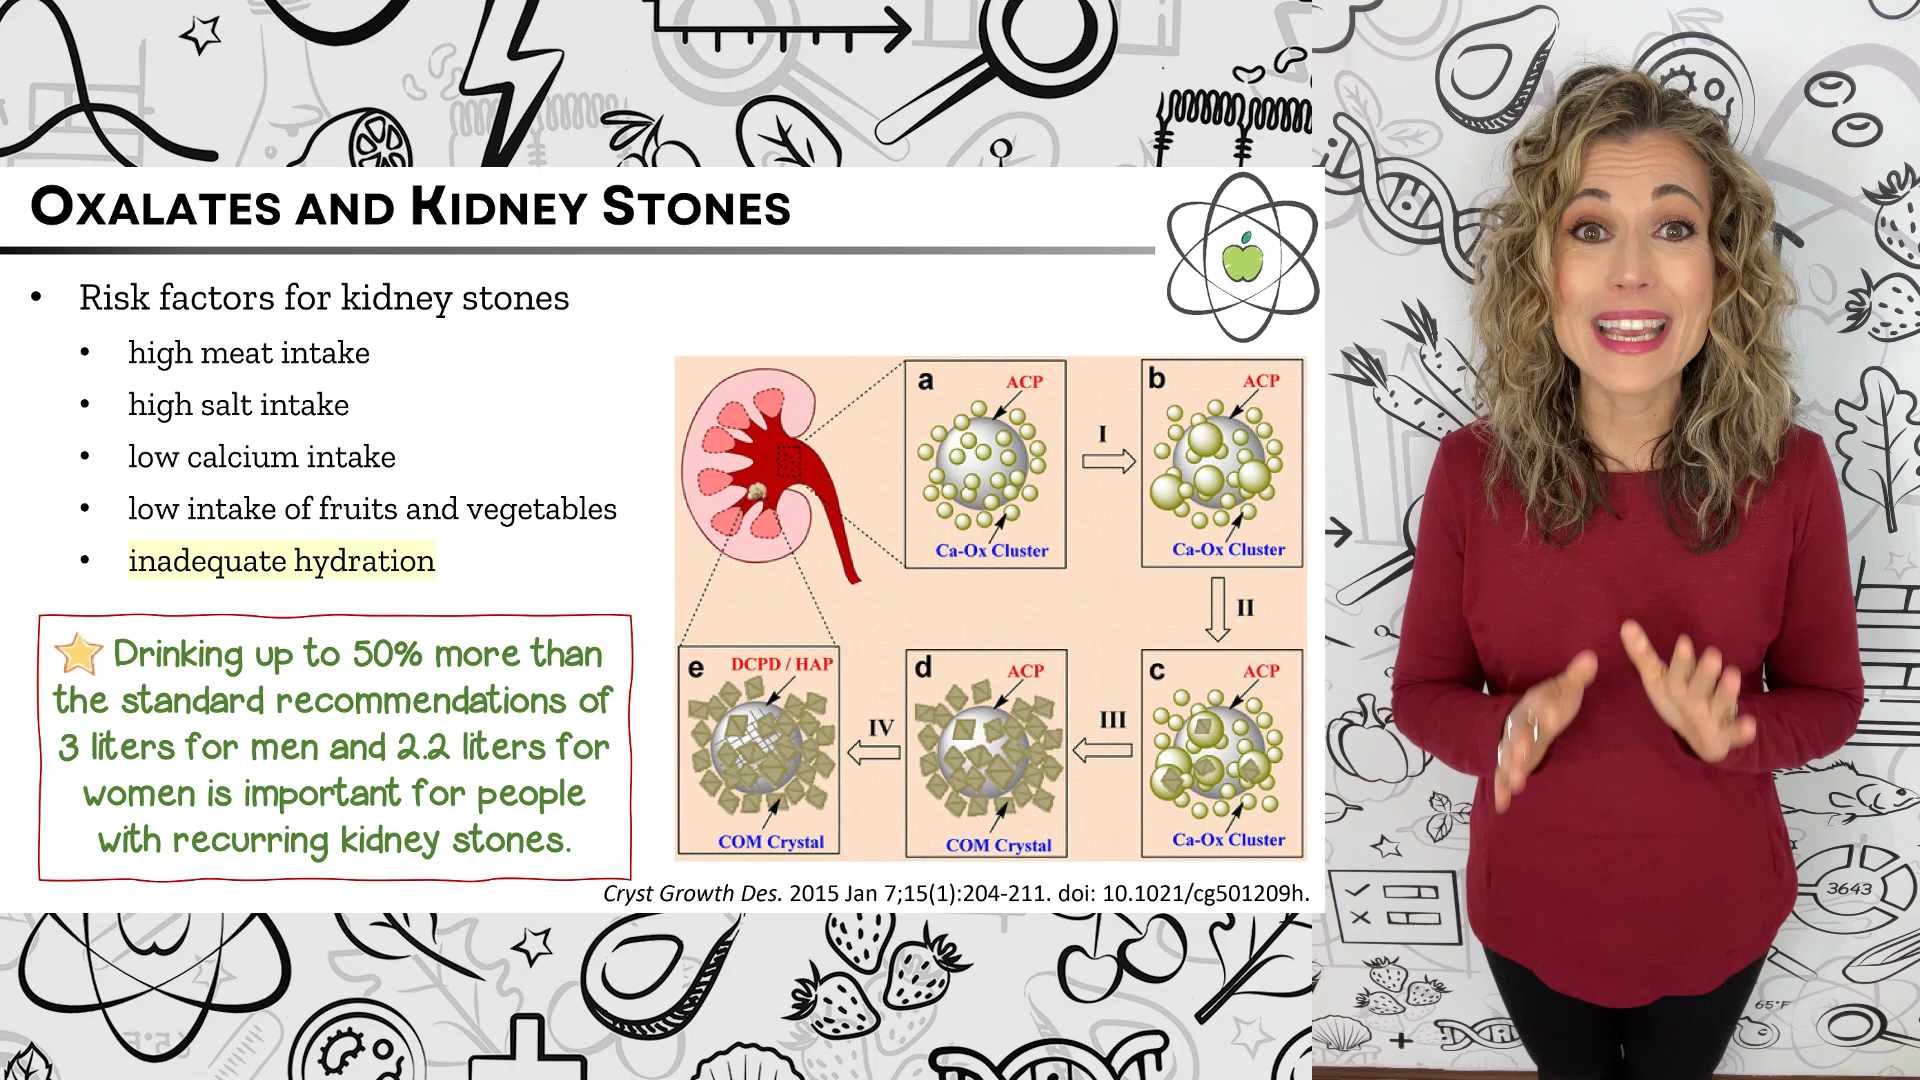 OXALATES AND KIDNEY STONES
• Risk factors for kidney stones
• high meat intake
• high salt intake
• low calcium intake
• low intake of fruits and vegetables
• inadequate hydration
Drinking up to 50% more than
the standard recommendations of
3 liters for men and 2.2 liters for
women is important for people
with recurring kidney stones.
a
ACP
Ca-Ox Cluster
I
b
ACP
Ca-Ox Cluster
II
c
ACP
Ca-Ox Cluster
III
d
ACP
COM Crystal
IV
e
DCPD / HAP
COM Crystal
Cryst Growth Des. 2015 Jan 7;15(1):204-211. doi: 10.1021/cg501209h.
3643
65°F